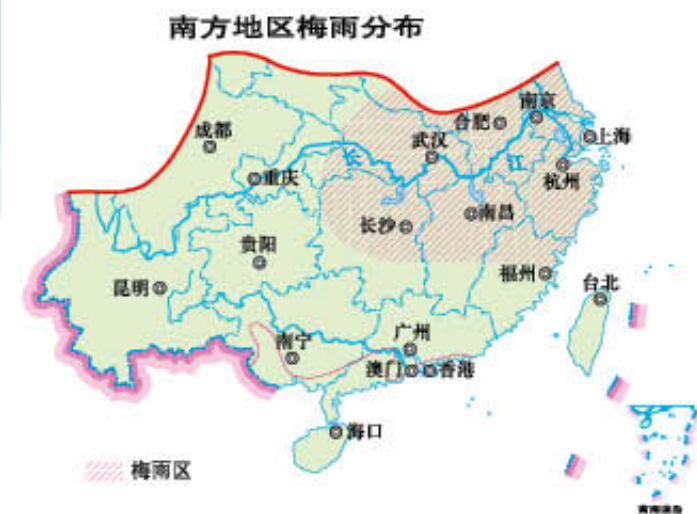 南方地区梅雨分布
南京
合肥
上海
成都
武汉
长
江
杭州
重庆
南昌
长沙
贵阳
福州
昆明
台北
广州
南宁
澳门
香港
海口
梅雨区